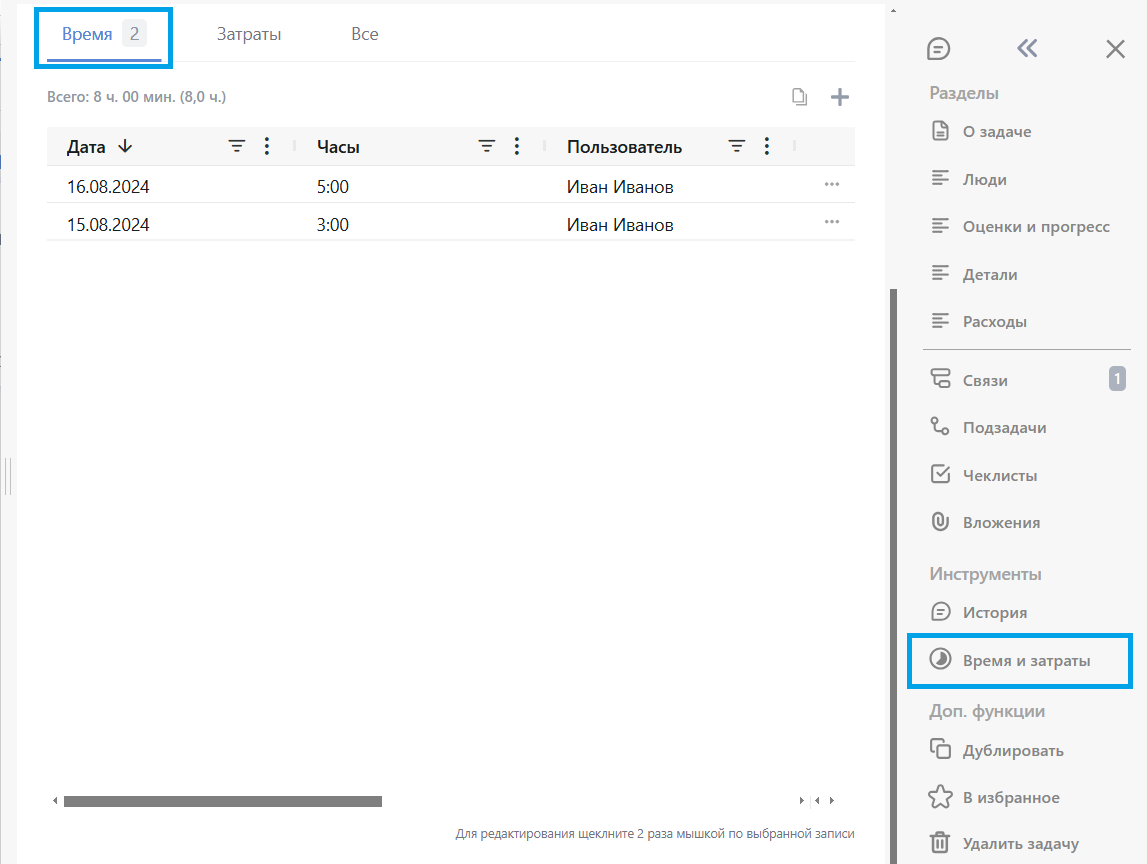 Время 2 Затраты Все
Всего: 8 ч. 00 мин. (8,0 ч.)
Дата Часы Пользователь
16.08.2024 5:00 Иван Иванов
15.08.2024 3:00 Иван Иванов
Для редактирования щеклните 2 раза мышкой по выбранной записи
Разделы
О задаче
Люди
Оценки и прогресс
Детали
Расходы
Связи 1
Подзадачи
Чеклисты
Вложения
Инструменты
История
Время и затраты
Доп. функции
Дублировать
В избранное
Удалить задачу